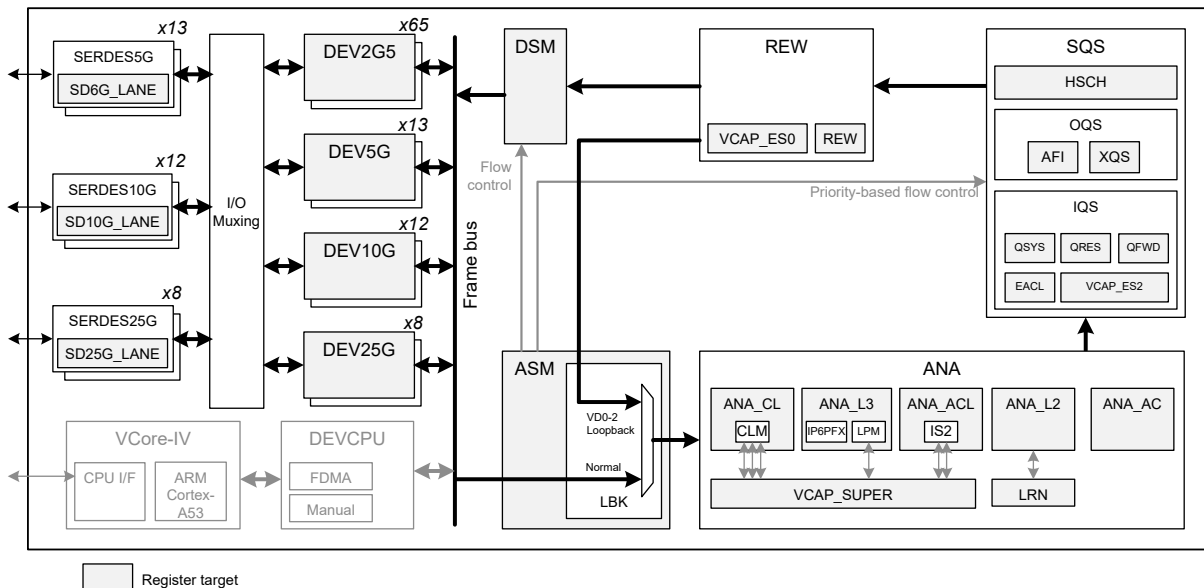 x13
SERDES5G
SD6G_LANE
x12
SERDES10G
SD10G_LANE
x8
SERDES25G
SD25G_LANE
I/O
Muxing
x65
DEV2G5
x13
DEV5G
x12
DEV10G
x8
DEV25G
VCore-IV
CPU I/F
ARM
Cortex-
A53
DEVCPU
FDMA
Manual
Frame bus
DSM
Flow
control
REW
VCAP_ES0
REW
Priority-based flow control
SQS
HSCH
OQS
AFI
XQS
IQS
QSYS
QRES
QFWD
EACL
VCAP_ES2
ASM
VD0-2
Loopback
Normal
LBK
ANA
ANA_CL
CLM
ANA_L3
IP6PFX
LPM
ANA_ACL
IS2
ANA_L2
ANA_AC
VCAP_SUPER
LRN
Register target